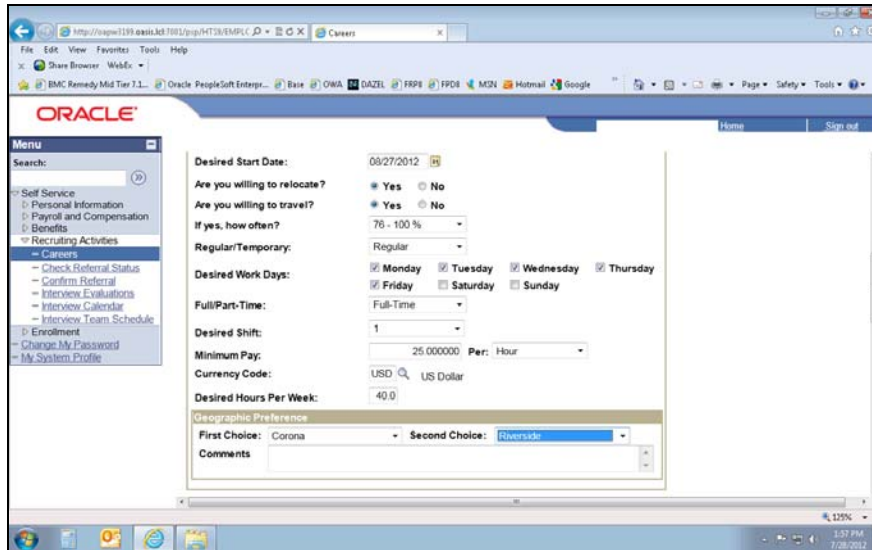 http://oapw3199.oasis.lcl:7001/psp/HTS9/EMPLC
Careers
File Edit View Favorites Tools Help
Share Browser WebEx
BMC Remedy Mid Tier 7.1... Oracle PeopleSoft Enterpr... Base OWA DAZEL FRP8 FPD8 MSN Hotmail Google Page Safety Tools
ORACLE
Home Sign out
Menu
Search:
Self Service
Personal Information
Payroll and Compensation
Benefits
Recruiting Activities
Careers
Check Referral Status
Confirm Referral
Interview Evaluations
Interview Calendar
Interview Team Schedule
Enrollment
Change My Password
My System Profile
Desired Start Date: 08/27/2012
Are you willing to relocate? Yes No
Are you willing to travel? Yes No
If yes, how often? 76 - 100 %
Regular/Temporary: Regular
Desired Work Days: Monday Tuesday Wednesday Thursday
Friday Saturday Sunday
Full/Part-Time: Full-Time
Desired Shift: 1
Minimum Pay: 25.000000 Per: Hour
Currency Code: USD US Dollar
Desired Hours Per Week: 40.0
Geographic Preference
First Choice: Corona Second Choice: Riverside
Comments
125%
1:57 PM
7/28/2012